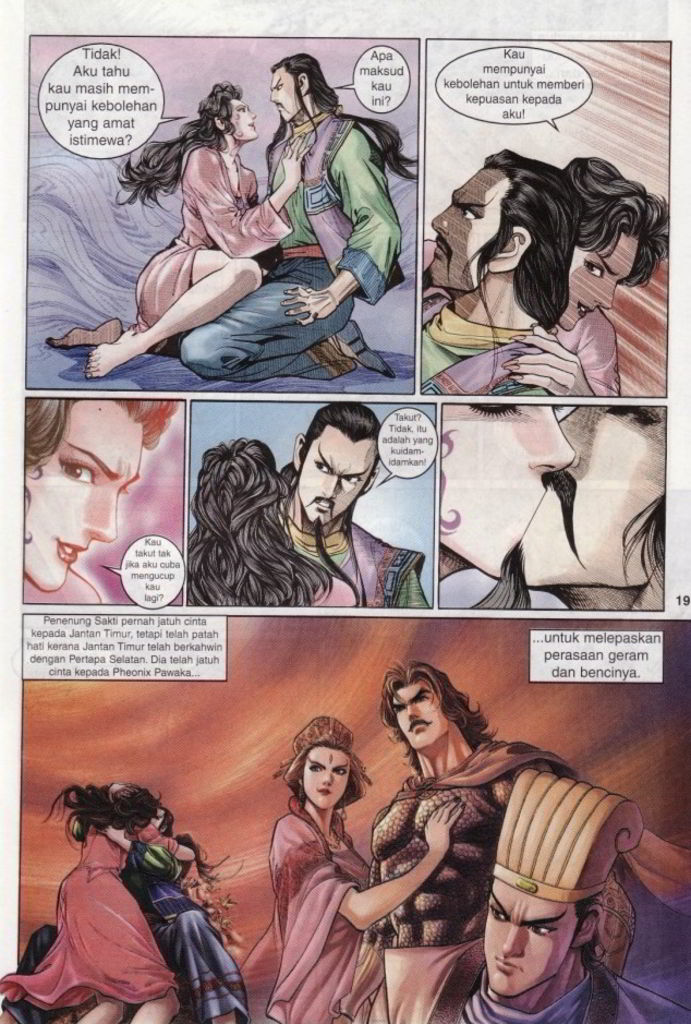 Tidak!
Aku tahu
kau masih mem-
punyai kebolehan
yang amat
istimewa?
Apa
maksud
kau
ini?
Kau
mempunyai
kebolehan untuk memberi
kepuasan kepada
aku!
Kau
takut tak
jika aku cuba
mengucup
kau
lagi?
Takut?
Tidak, itu
adalah yang
kuidam-
idamkan!
19
Penenung Sakti pernah jatuh cinta
kepada Jantan Timur, tetapi telah patah
hati kerana Jantan Timur telah berkahwin
dengan Pertapa Selatan. Dia telah jatuh
cinta kepada Pheonix Pawaka...
...untuk melepaskan
perasaan geram
dan bencinya.